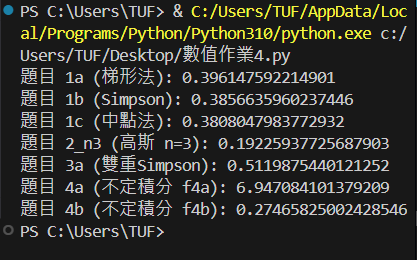 PS C:\Users\TUF> & C:/Users/TUF/AppData/Loc
al/Programs/Python/Python310/python.exe c:/
Users/TUF/Desktop/數值作業4.py
題目 1a (梯形法): 0.396147592214901
題目 1b (Simpson): 0.3856635960237446
題目 1c (中點法): 0.3808047983772932
題目 2_n3 (高斯 n=3): 0.19225937725687903
題目 3a (雙重Simpson): 0.5119875440121252
題目 4a (不定積分 f4a): 6.947084101379209
題目 4b (不定積分 f4b): 0.27465825002428546
PS C:\Users\TUF>